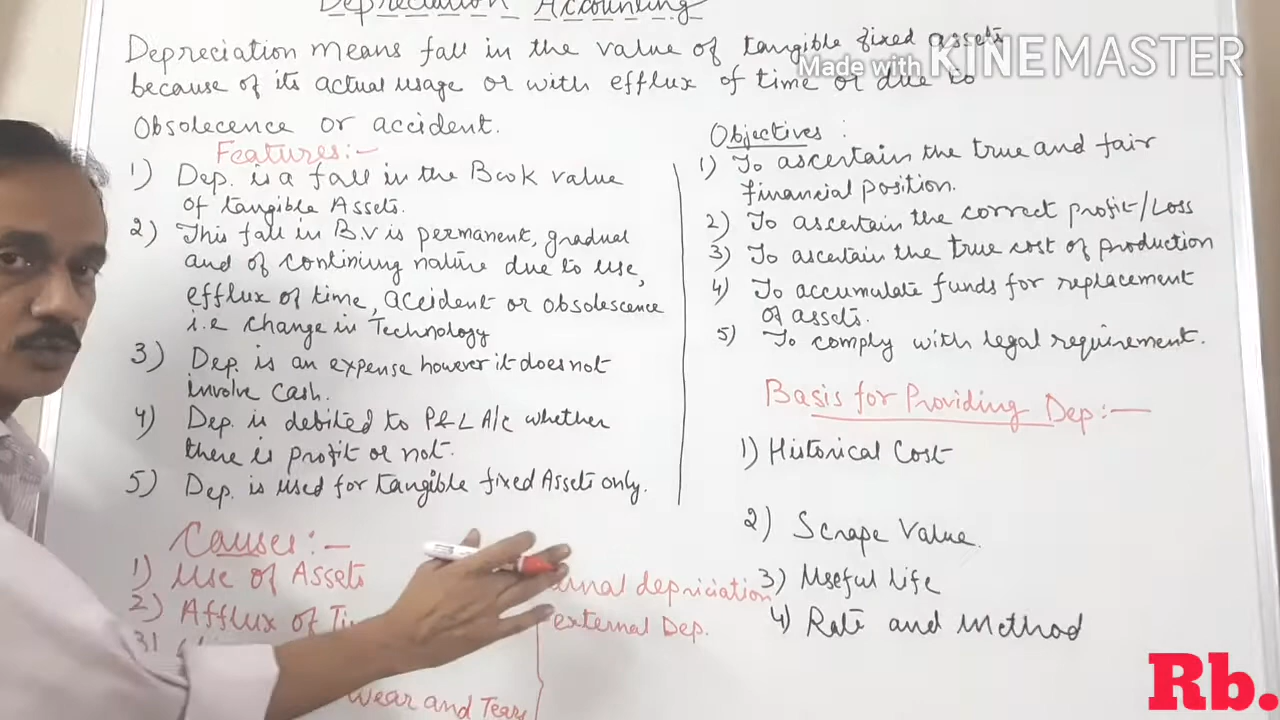 Depreciation Accounting
Depreciation means fall in the value of tangible fixed assets
because of its actual usage or with efflux of time or due to
Obsolecence or accident.
Made with KINEMASTER
Features:-
1) Dep. is a fall in the Book value
of tangible Assets.
2) This fall in B.V is permanent, gradual
and of contining nature due to use,
efflux of time, accident or obsolescence
i.e change in Technology
3) Dep. is an expense however it does not
involve cash.
4) Dep. is debited to P&L A/c whether
there is profit or not.
5) Dep. is used for tangible fixed Assets only.
Causes:-
1) Use of Assets
2) Afflux of
3)
Wear and Tears
depriciation
external Dep.
Objectives :
1) To ascertain the true and fair
financial position.
2) To ascertain the correct profit/Loss
3) To ascertain the true cost of production
4) To accumulate funds for replacement
of assets.
5) To comply with legal requirement.
Basis for Providing Dep:-
1) Historical Cost
2) Scrape Value.
3) Useful life
4) Rate and Method
Rb.